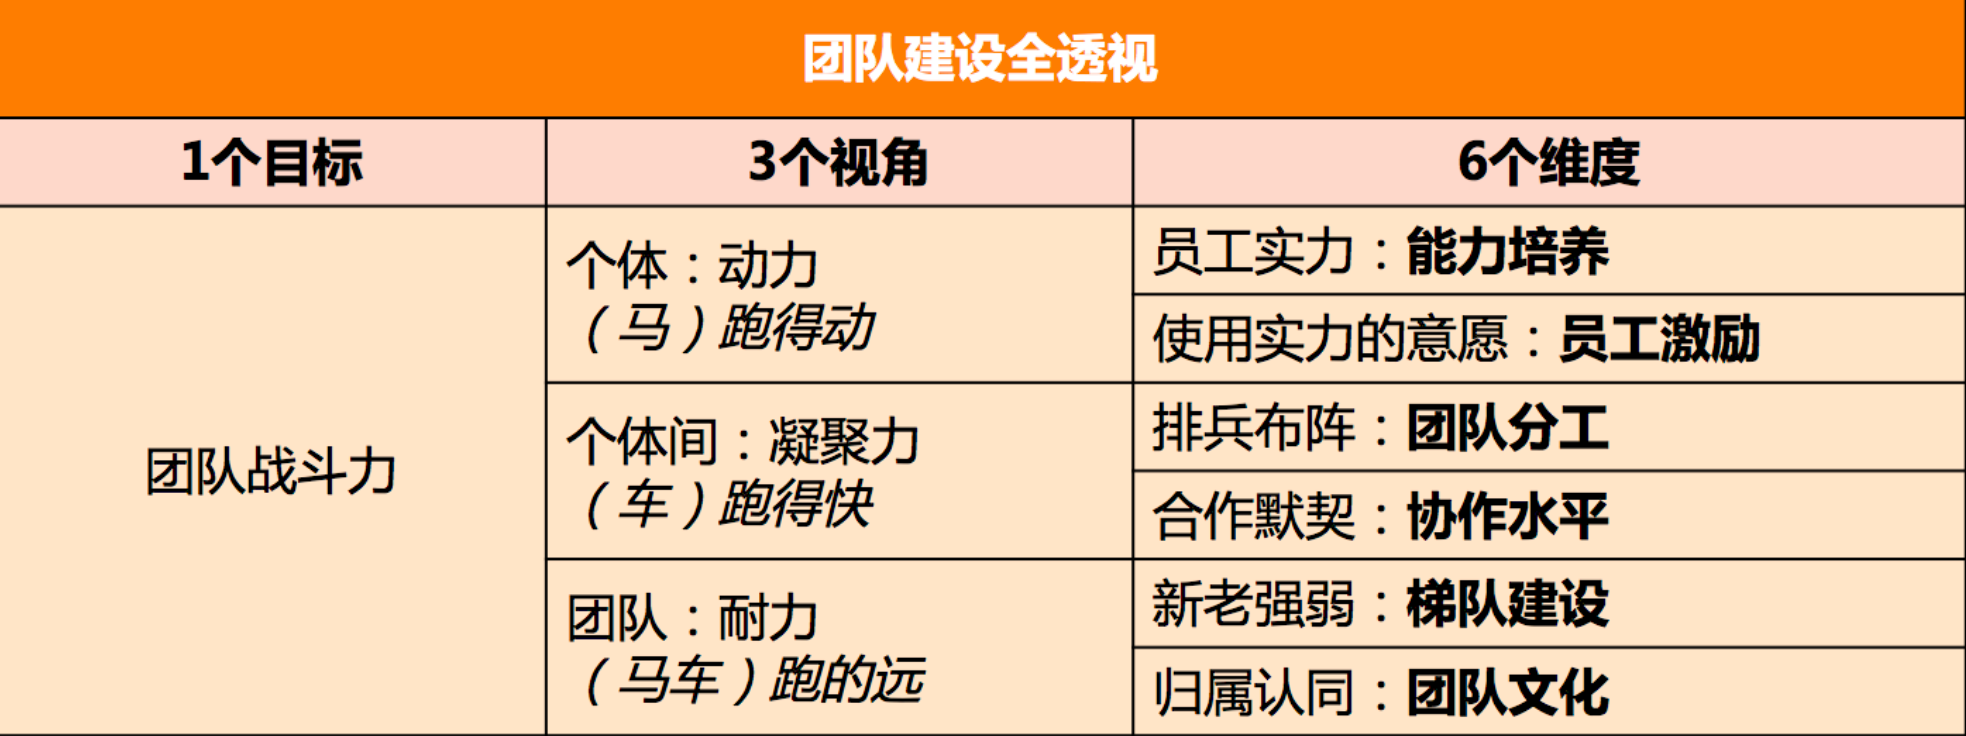 团队建设全透视
1个目标
3个视角
6个维度
团队战斗力
个体：动力
（马）跑得动
员工实力：能力培养
使用实力的意愿：员工激励
个体间：凝聚力
（车）跑得快
排兵布阵：团队分工
合作默契：协作水平
团队：耐力
（马车）跑的远
新老强弱：梯队建设
归属认同：团队文化